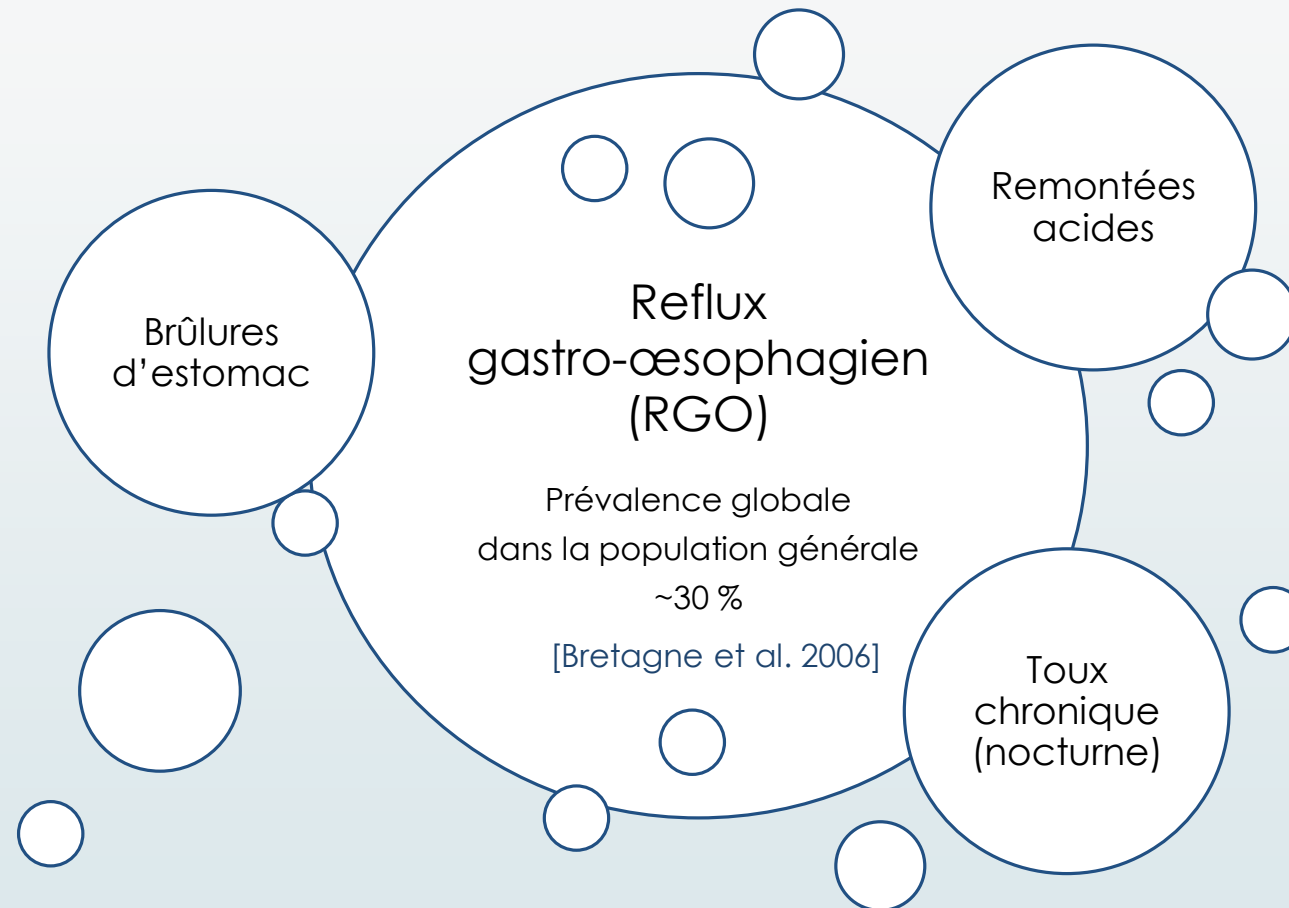 Remontées
acides
Brûlures
d'estomac
Reflux
gastro-œsophagien
(RGO)
Prévalence globale
dans la population générale
~30 %
[Bretagne et al. 2006]
Toux
chronique
(nocturne)